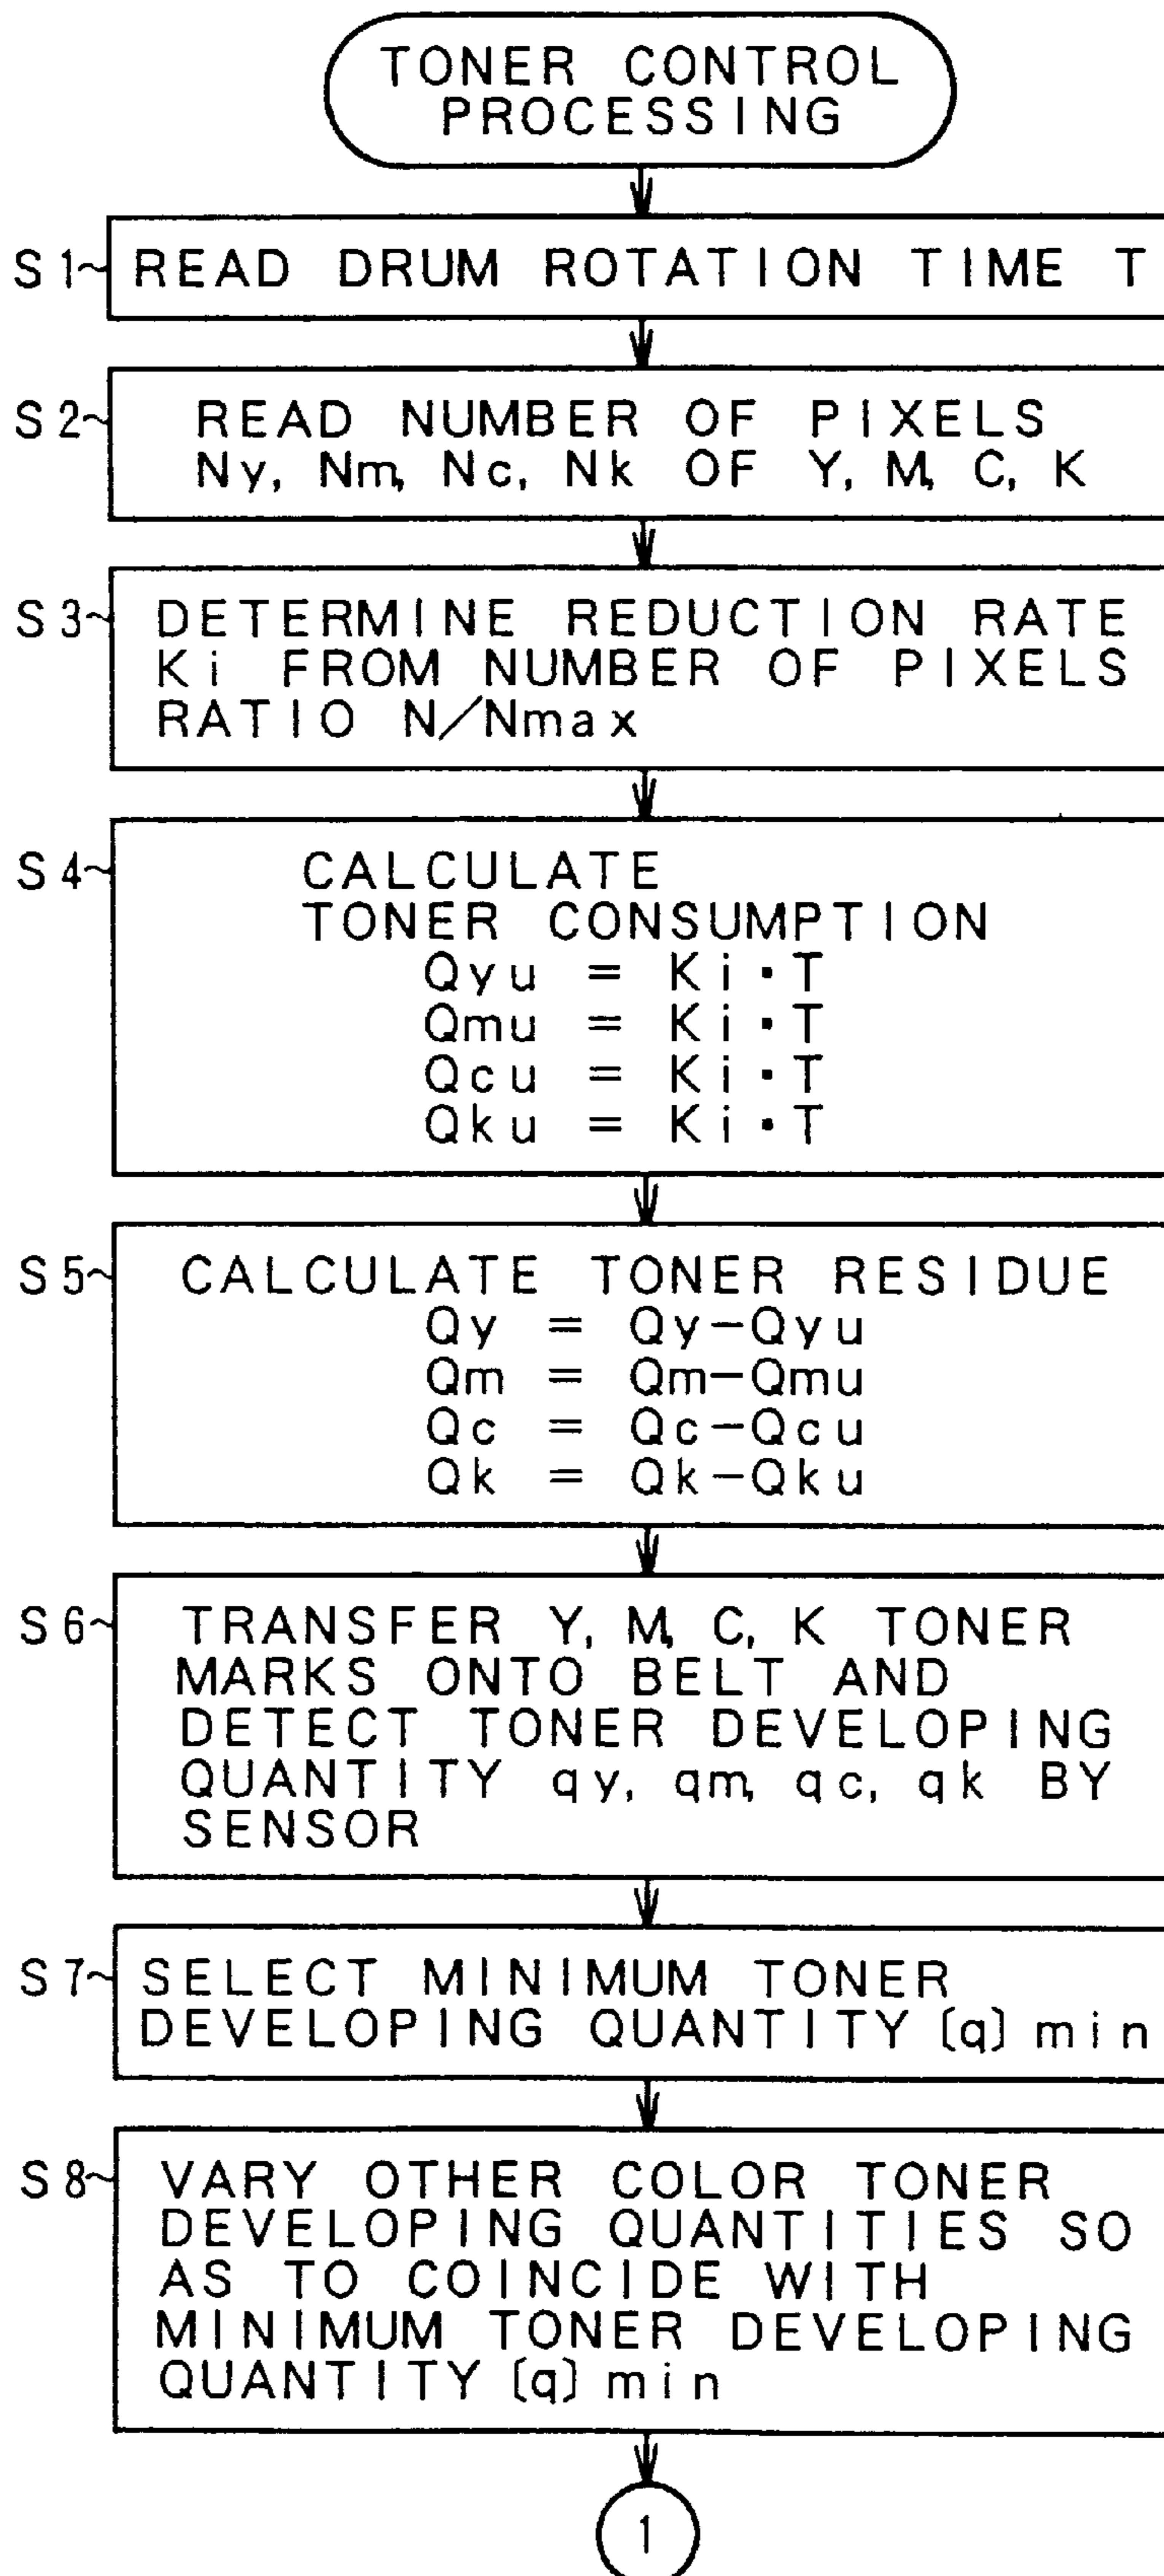 TONER CONTROL
PROCESSING
S1 READ DRUM ROTATION TIME T
S2 READ NUMBER OF PIXELS
Ny, Nm, Nc, Nk OF Y, M, C, K
S3 DETERMINE REDUCTION RATE
Ki FROM NUMBER OF PIXELS
RATIO N/Nmax
S4 CALCULATE
TONER CONSUMPTION
Qyu = Ki·T
Qmu = Ki·T
Qcu = Ki·T
Qku = Ki·T
S5 CALCULATE TONER RESIDUE
Qy = Qy-Qyu
Qm = Qm-Qmu
Qc = Qc-Qcu
Qk = Qk-Qku
S6 TRANSFER Y, M, C, K TONER
MARKS ONTO BELT AND
DETECT TONER DEVELOPING
QUANTITY qy, qm, qc, qk BY
SENSOR
S7 SELECT MINIMUM TONER
DEVELOPING QUANTITY [q] min
S8 VARY OTHER COLOR TONER
DEVELOPING QUANTITIES SO
AS TO COINCIDE WITH
MINIMUM TONER DEVELOPING
QUANTITY [q] min
1